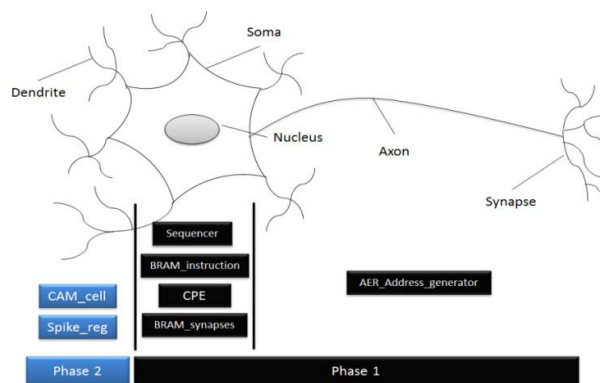 Soma
Dendrite
Nucleus
Axon
Synapse
Sequencer
BRAM_instruction
AER_Address_generator
CAM_cell
CPE
Spike_reg
BRAM_synapses
Phase 2
Phase 1